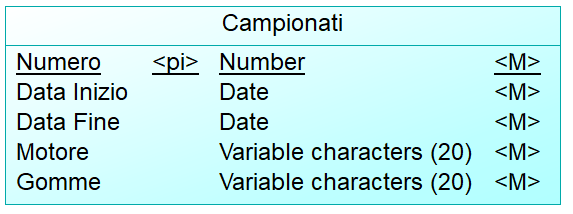 Campionati
Numero <pi> Number <M>
Data Inizio Date <M>
Data Fine Date <M>
Motore Variable characters (20) <M>
Gomme Variable characters (20) <M>